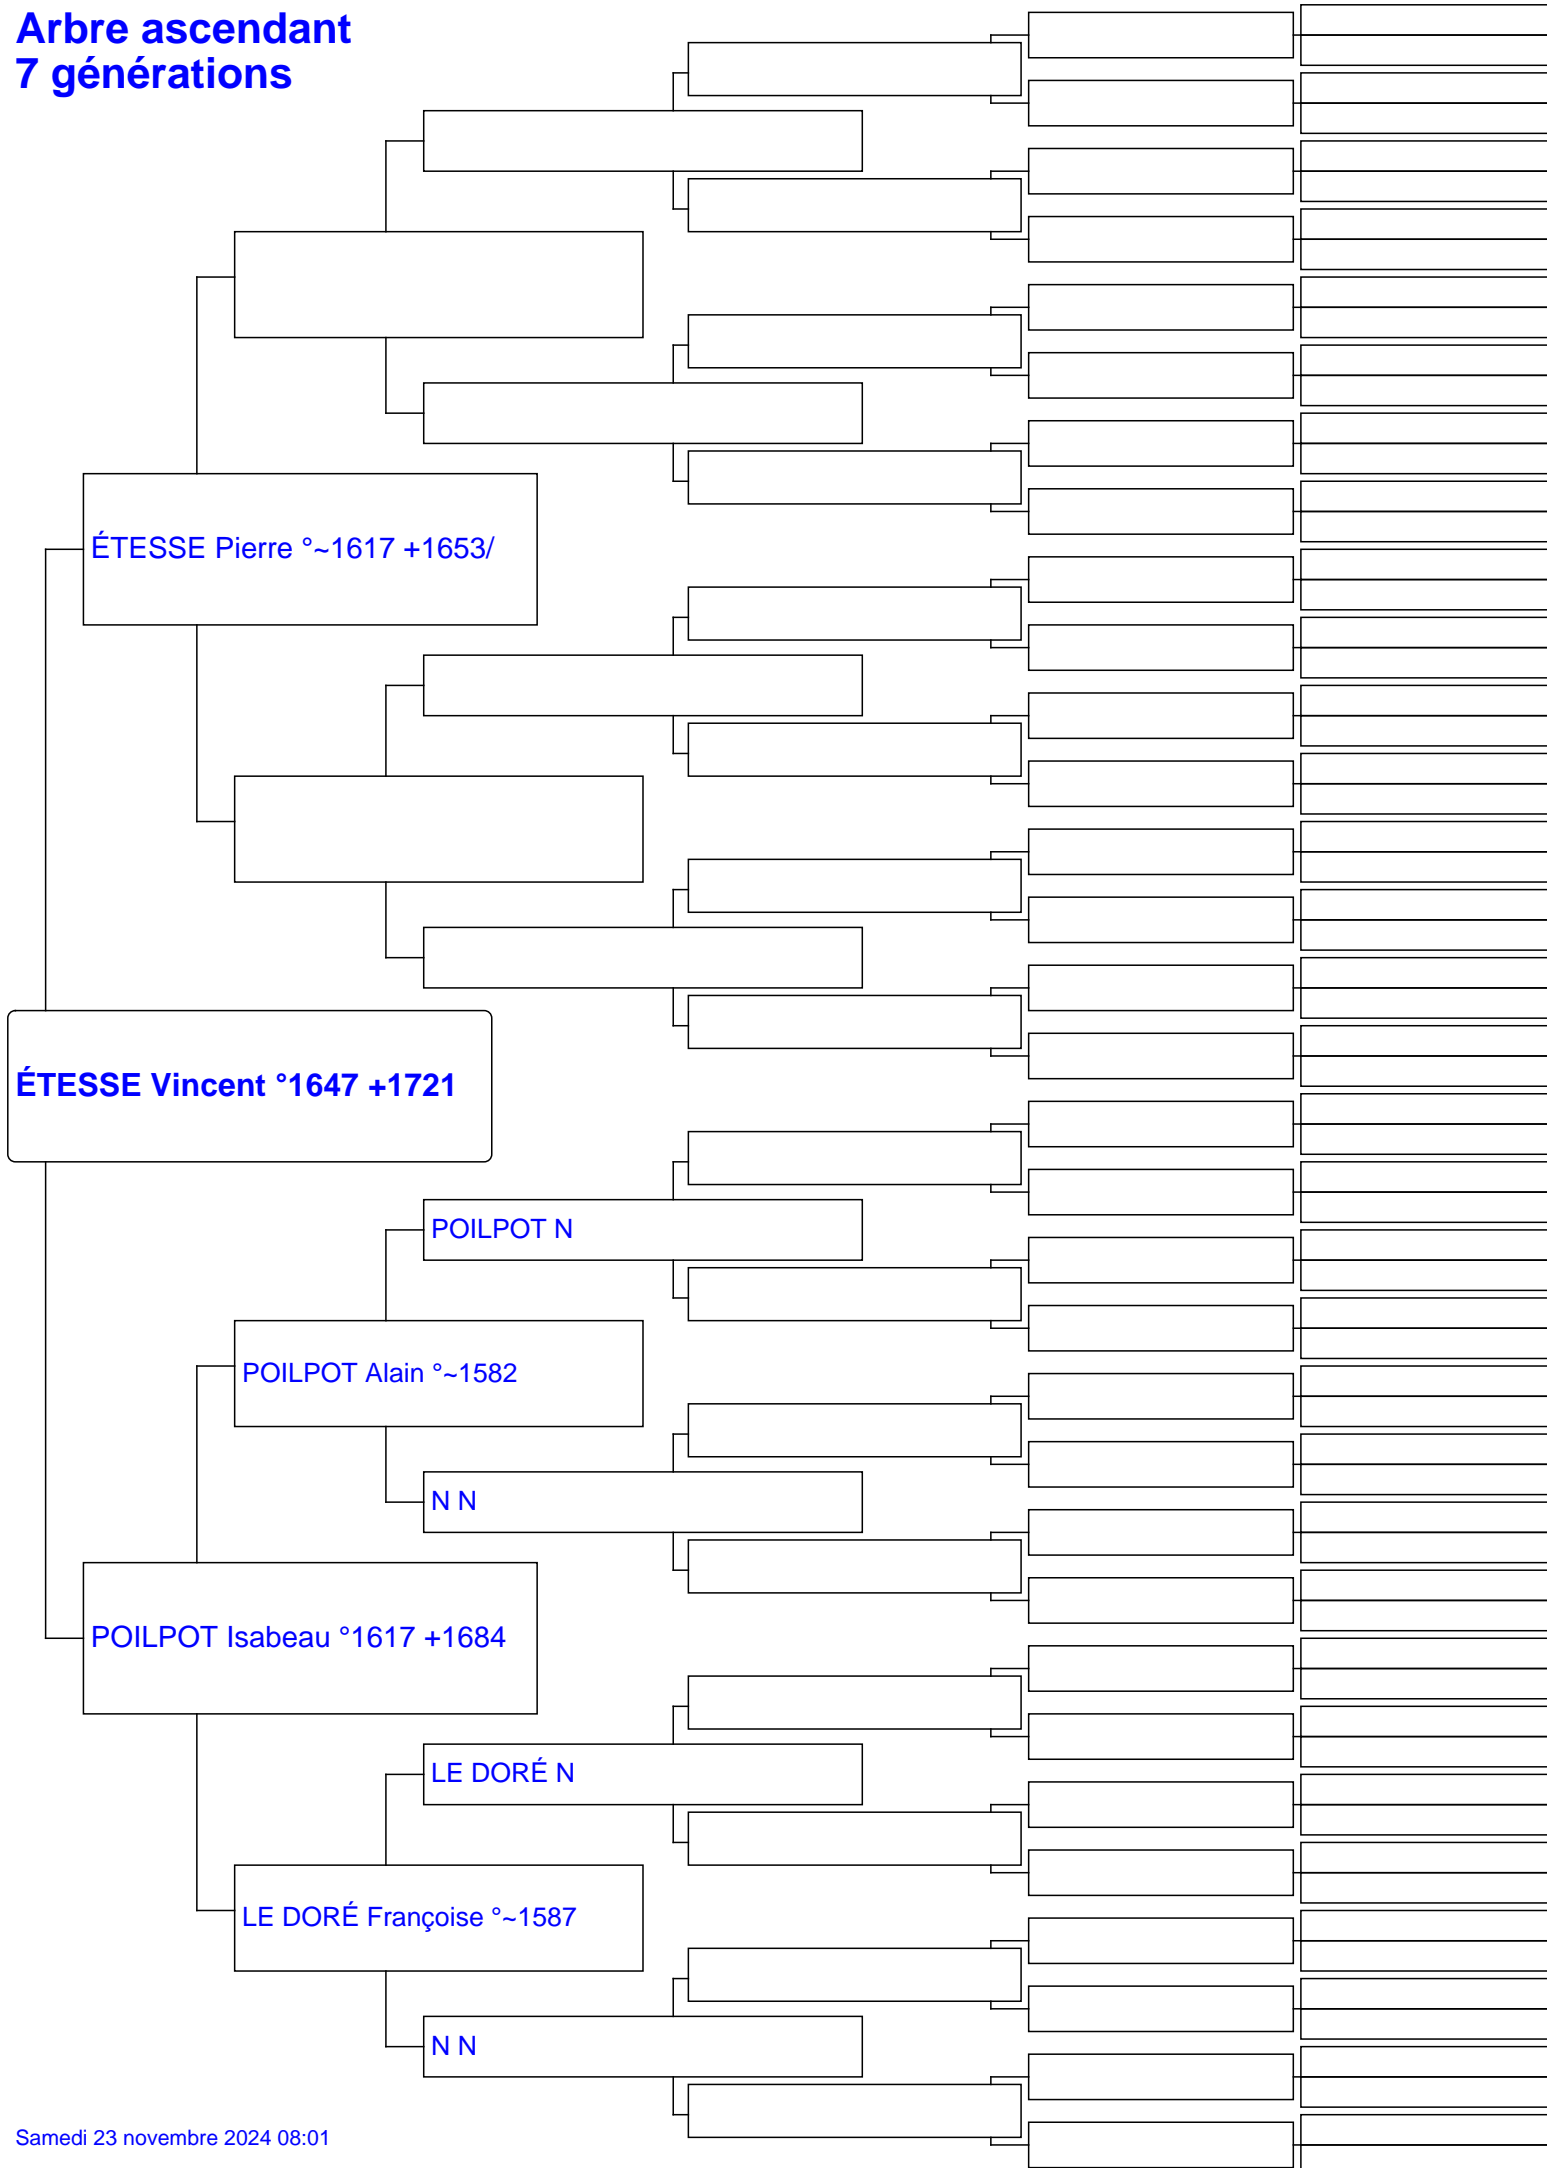 Arbre ascendant
7 générations
ÉTESSE Pierre °~1617 +1653/
ÉTESSE Vincent °1647 +1721
POILPOT N
POILPOT Alain °~1582
N N
POILPOT Isabeau °1617 +1684
LE DORÉ N
LE DORÉ Françoise °~1587
N N
Samedi 23 novembre 2024 08:01